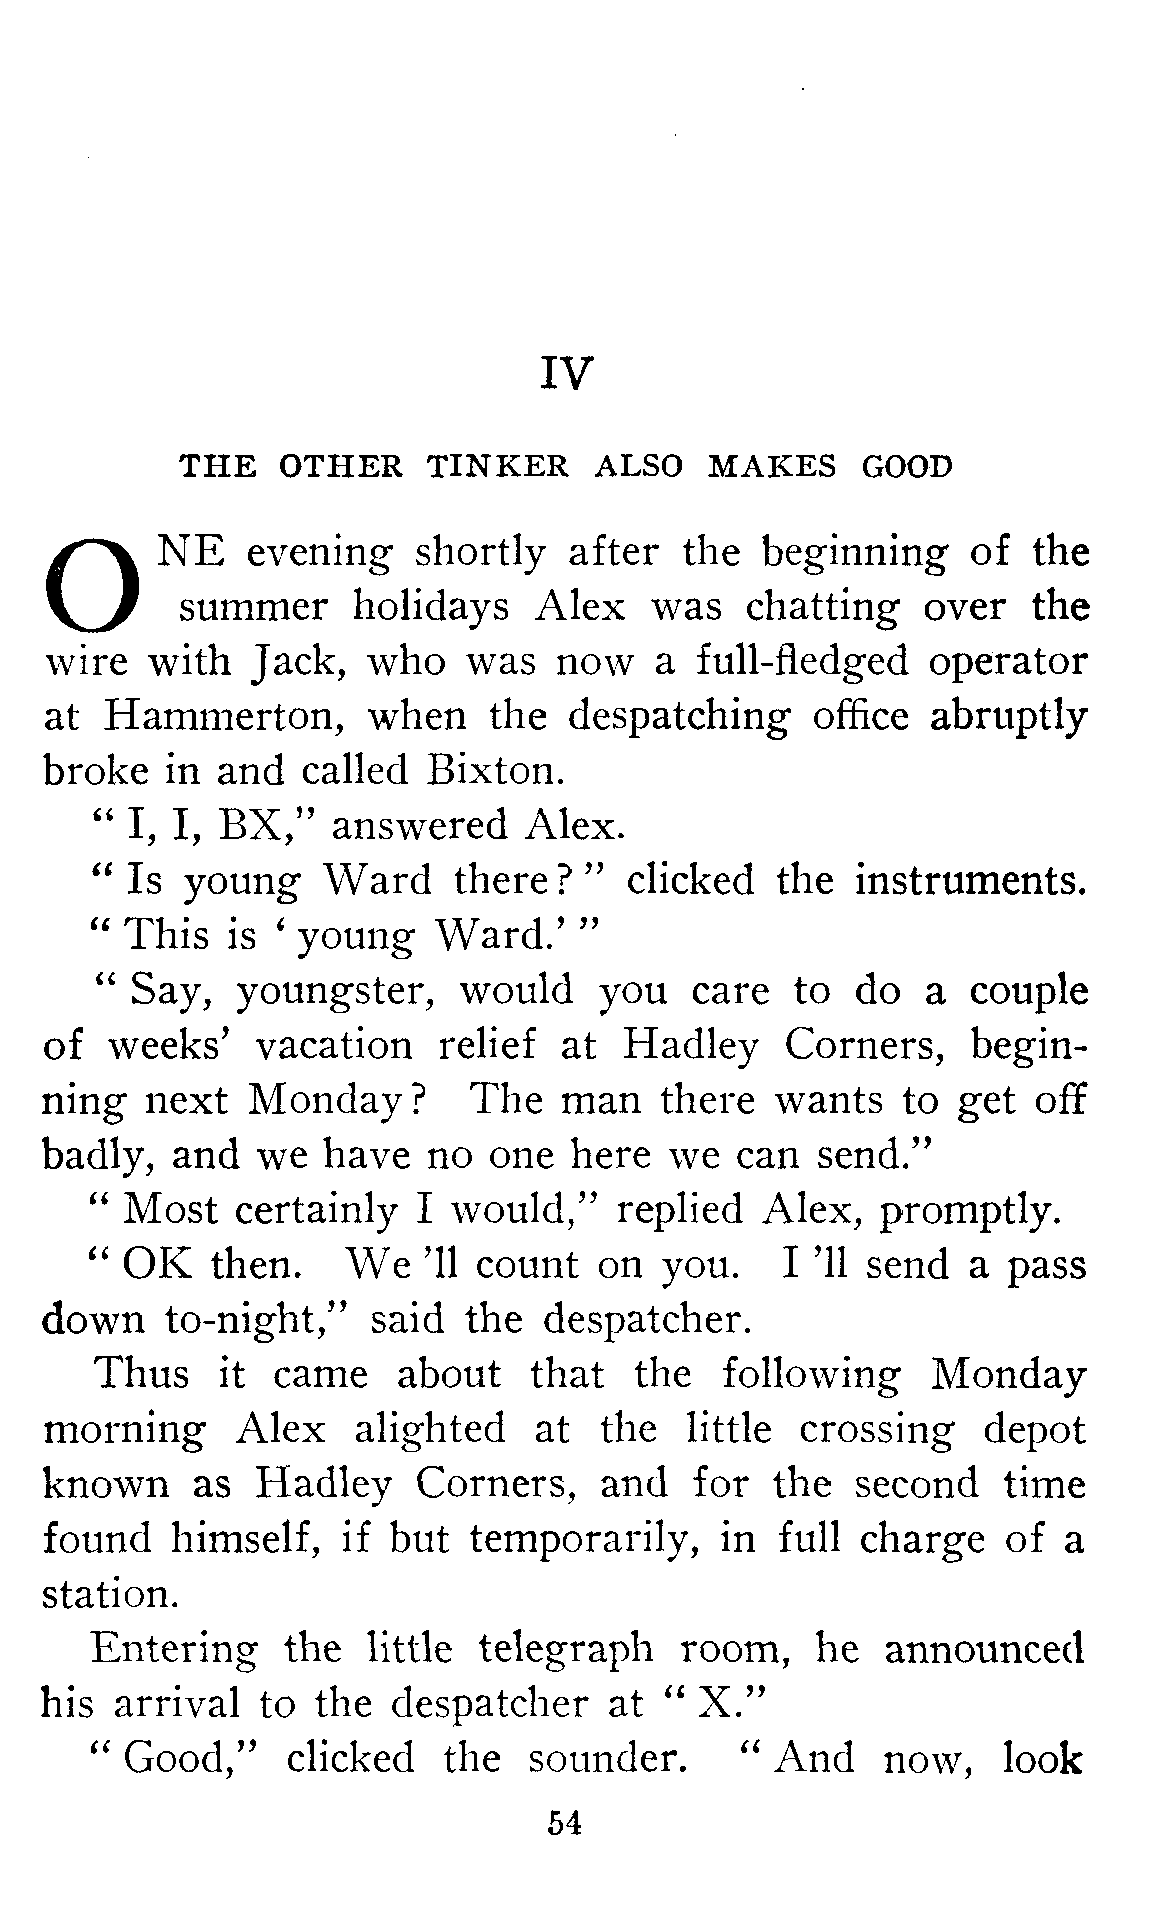 IV
THE OTHER TINKER ALSO MAKES GOOD
ONE evening shortly after the beginning of the
summer holidays Alex was chatting over the
wire with Jack, who was now a full-fledged operator
at Hammerton, when the despatching office abruptly
broke in and called Bixton.
" I, I, BX," answered Alex.
" Is young Ward there? " clicked the instruments.
" This is ' young Ward.' "
" Say, youngster, would you care to do a couple
of weeks' vacation relief at Hadley Corners, begin-
ning next Monday? The man there wants to get off
badly, and we have no one here we can send."
" Most certainly I would," replied Alex, promptly.
" OK then. We 'll count on you. I 'll send a pass
down to-night," said the despatcher.
Thus it came about that the following Monday
morning Alex alighted at the little crossing depot
known as Hadley Corners, and for the second time
found himself, if but temporarily, in full charge of a
station.
Entering the little telegraph room, he announced
his arrival to the despatcher at " X."
" Good," clicked the sounder. " And now, look
54